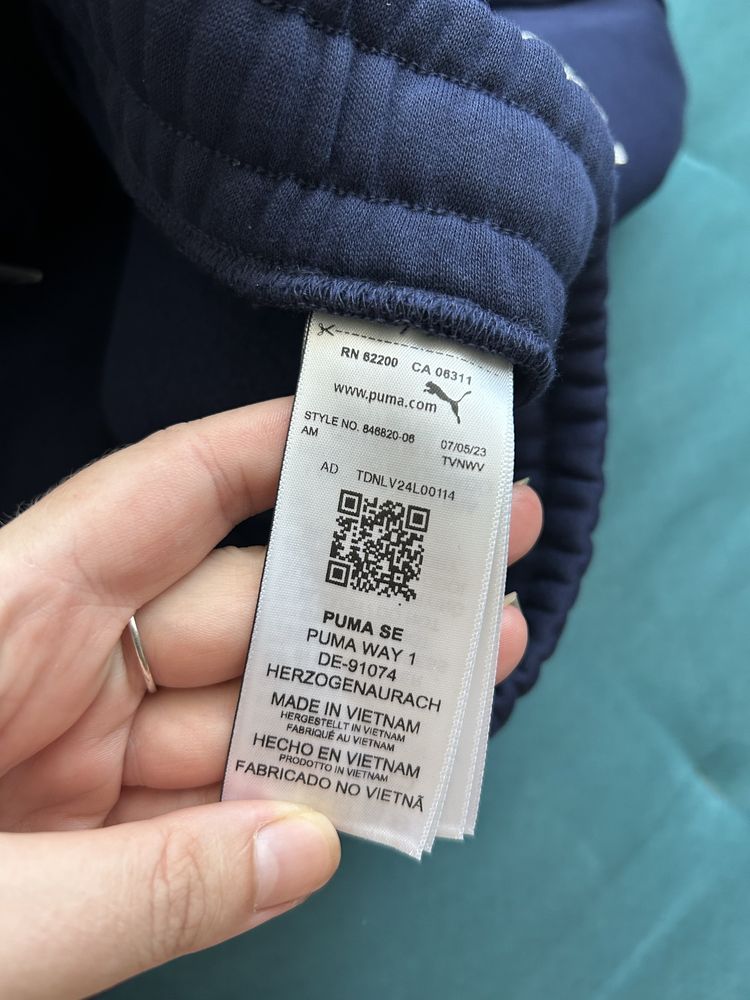 RN 62200 CA 06311
www.puma.com
STYLE NO. 846820-06 07/05/23
AM TVNWV
AD TDNLV24L00114
PUMA SE
PUMA WAY 1
DE-91074
HERZOGENAURACH
MADE IN VIETNAM
HERGESTELLT IN VIETNAM
FABRIQUÉ AU VIETNAM
HECHO EN VIETNAM
PRODOTTO IN VIETNAM
FABRICADO NO VIETNÃ